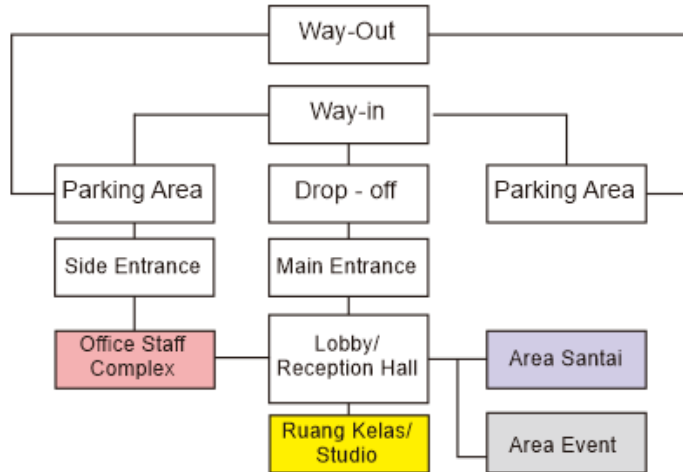 Way-Out
Way-in
Parking Area
Drop - off
Parking Area
Side Entrance
Main Entrance
Office Staff
Complex
Lobby/
Reception Hall
Area Santai
Ruang Kelas/
Studio
Area Event